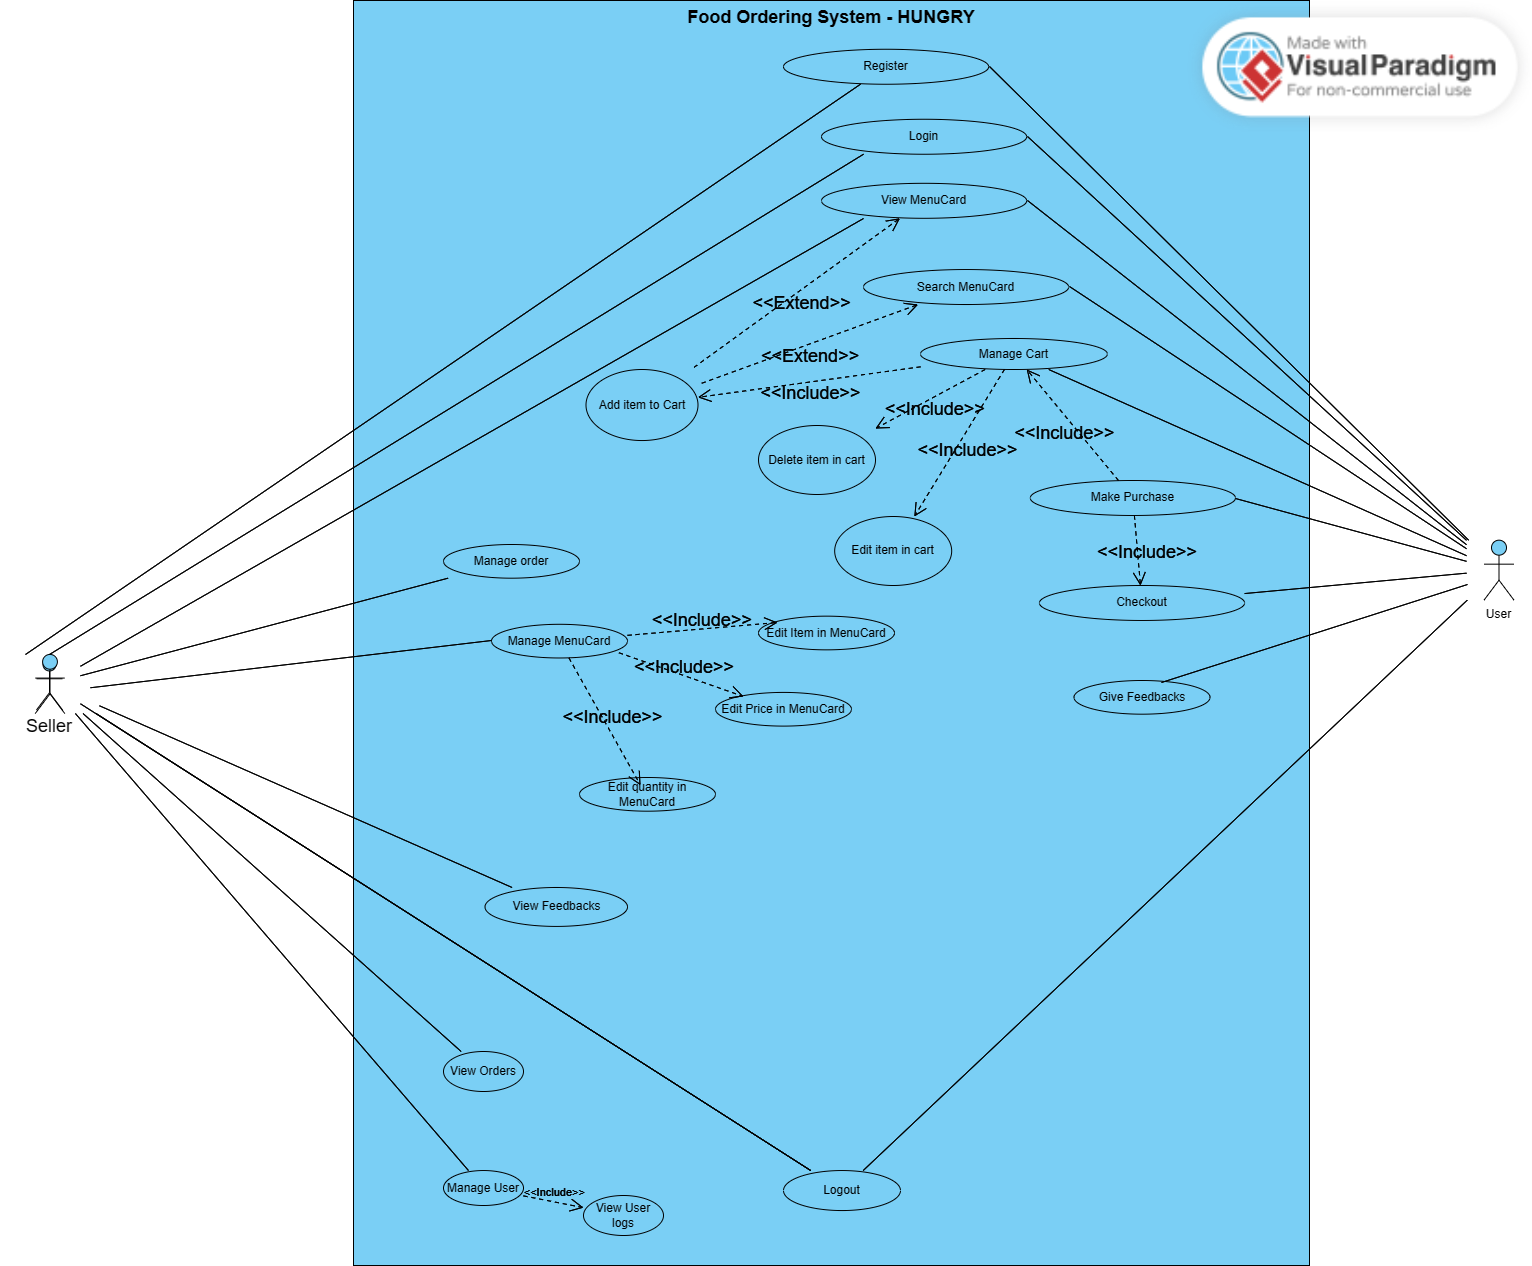 Food Ordering System - HUNGRY
Made with
Visual Paradigm
For non-commercial use
Register
Login
View MenuCard
Search MenuCard
<<Extend>>
Manage Cart
<<Extend>>
<<Include>>
Add item to Cart
<<Include>>
<<Include>>
<<Include>>
Delete item in cart
Make Purchase
Edit item in cart
<<Include>>
Manage order
Checkout
User
<<Include>>
Edit Item in MenuCard
Manage MenuCard
<<Include>>
Give Feedbacks
Edit Price in MenuCard
<<Include>>
Seller
Edit quantity in
MenuCard
View Feedbacks
View Orders
Manage User
<<Include>>
View User
logs
Logout